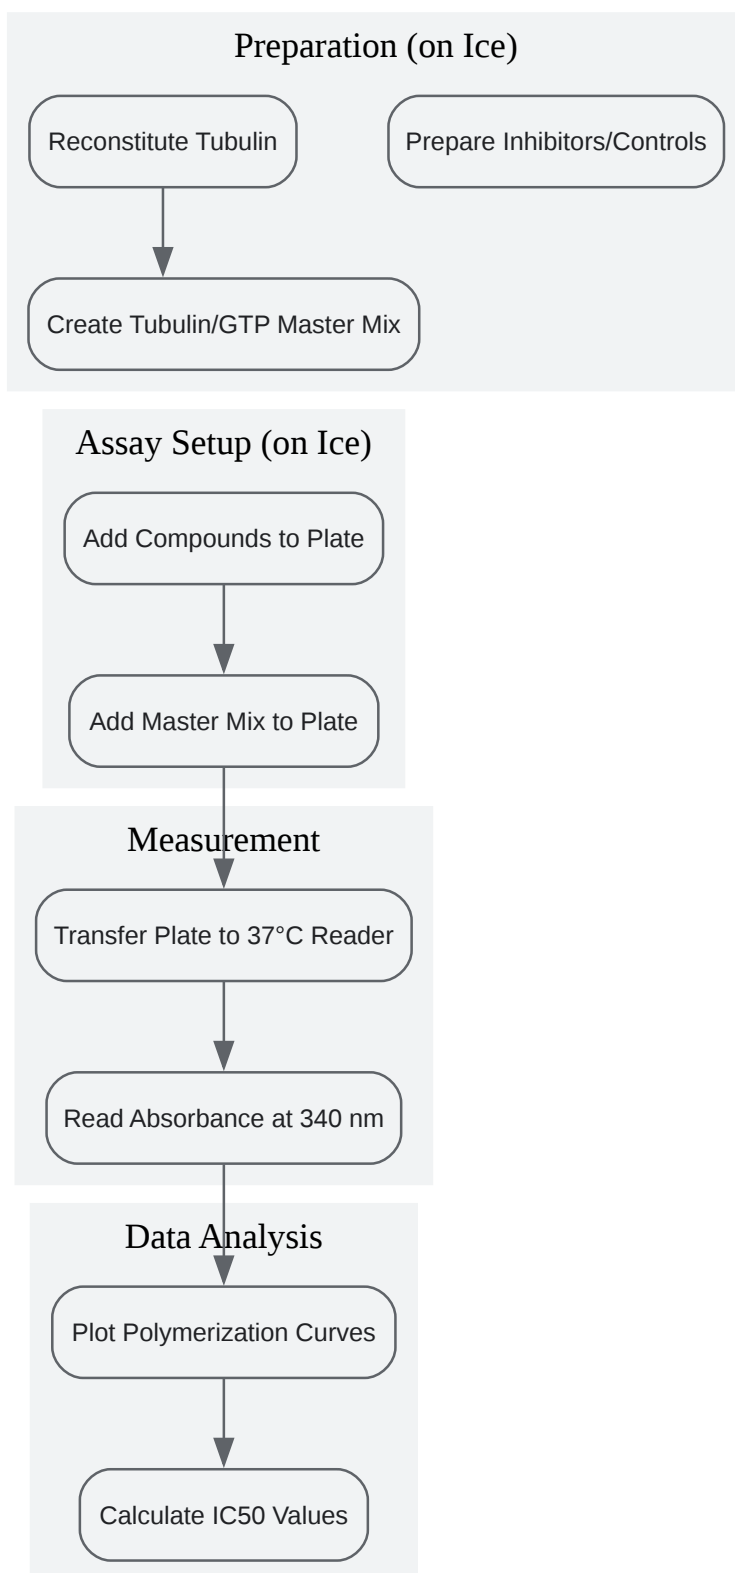 Preparation (on Ice)
Reconstitute Tubulin
Prepare Inhibitors/Controls
Create Tubulin/GTP Master Mix
Assay Setup (on Ice)
Add Compounds to Plate
Add Master Mix to Plate
Measurement
Transfer Plate to 37°C Reader
Read Absorbance at 340 nm
Data Analysis
Plot Polymerization Curves
Calculate IC50 Values